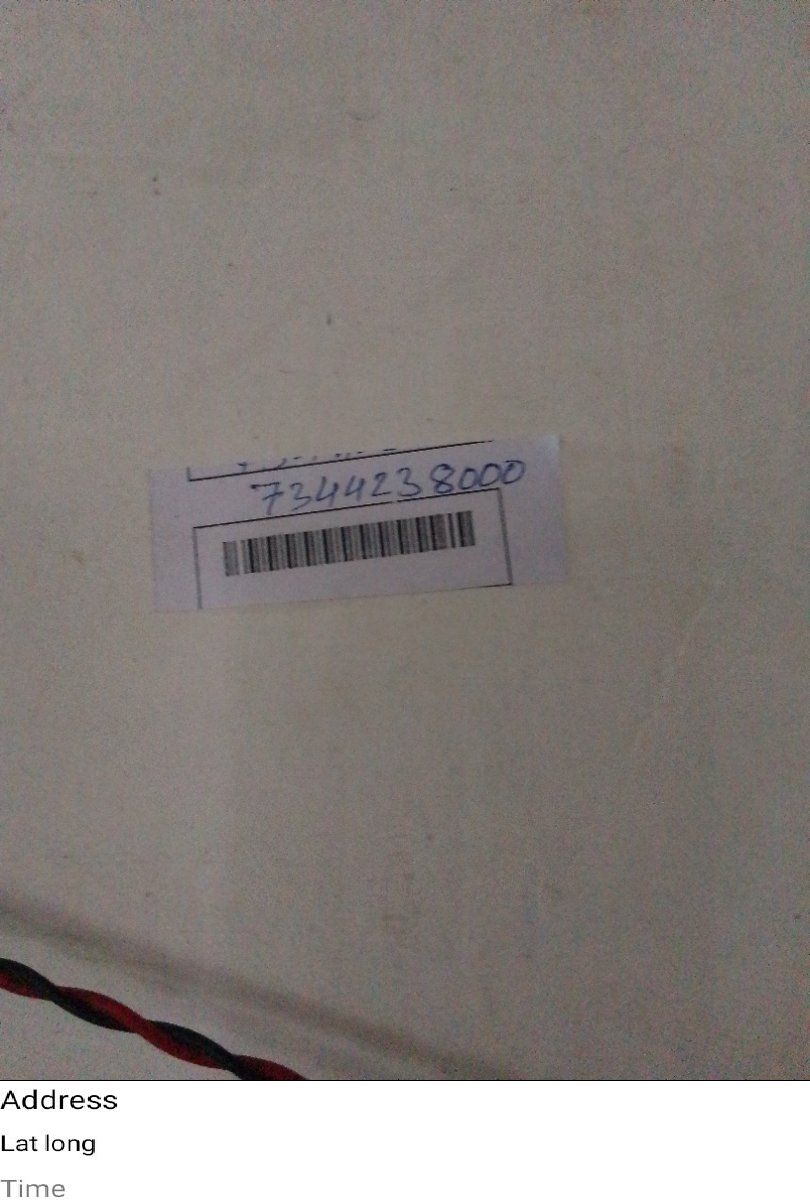 7344238000
Address
Lat long
Time